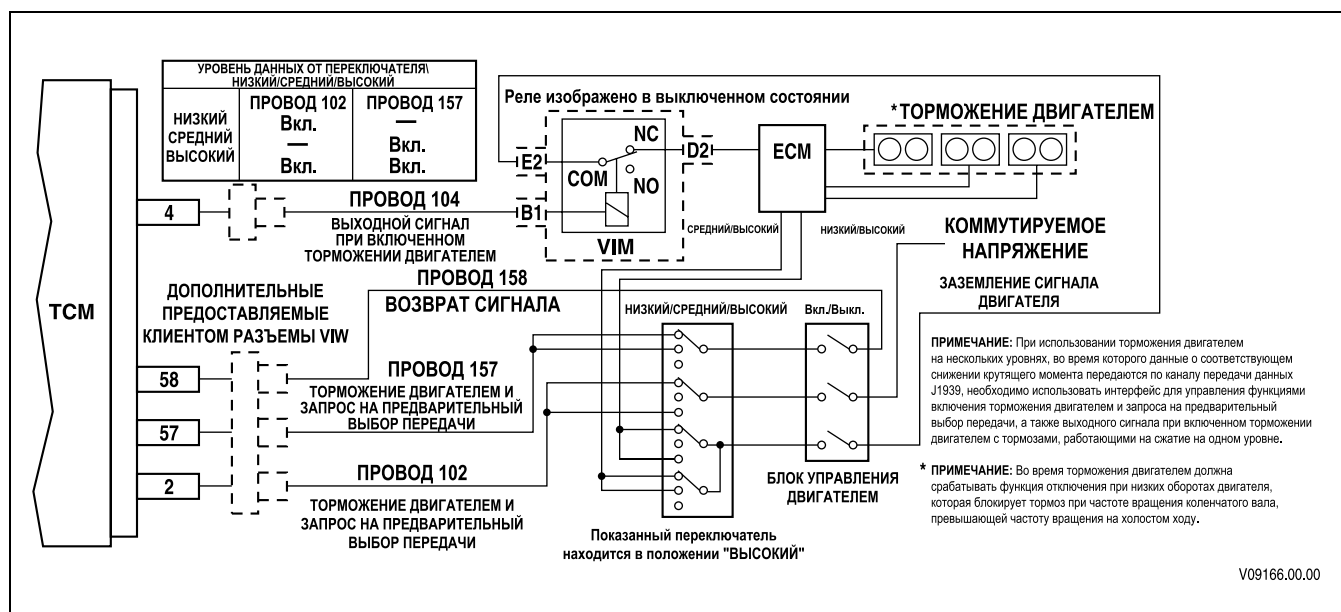 УРОВЕНЬ ДАННЫХ ОТ ПЕРЕКЛЮЧАТЕЛЯ\
НИЗКИЙ/СРЕДНИЙ/ВЫСОКИЙ
ПРОВОД 102
ПРОВОД 157
НИЗКИЙ
Вкл.
—
СРЕДНИЙ
—
Вкл.
ВЫСОКИЙ
Вкл.
Вкл.
Реле изображено в выключенном состоянии
*ТОРМОЖЕНИЕ ДВИГАТЕЛЕМ
NC
E2
D2
ECM
COM
NO
B1
VIM
TCM
4
ПРОВОД 104
ВЫХОДНОЙ СИГНАЛ
ПРИ ВКЛЮЧЕННОМ
ТОРМОЖЕНИИ ДВИГАТЕЛЕМ
СРЕДНИЙ/ВЫСОКИЙ
НИЗКИЙ/ВЫСОКИЙ
КОММУТИРУЕМОЕ
НАПРЯЖЕНИЕ
ЗАЗЕМЛЕНИЕ СИГНАЛА
ДВИГАТЕЛЯ
ДОПОЛНИТЕЛЬНЫЕ
ПРЕДОСТАВЛЯЕМЫЕ
КЛИЕНТОМ РАЗЪЕМЫ VIW
ПРОВОД 158
ВОЗВРАТ СИГНАЛА
НИЗКИЙ/СРЕДНИЙ/ВЫСОКИЙ
Вкл./Выкл.
58
ПРОВОД 157
ТОРМОЖЕНИЕ ДВИГАТЕЛЕМ И
ЗАПРОС НА ПРЕДВАРИТЕЛЬНЫЙ
ВЫБОР ПЕРЕДАЧИ
57
2
ПРОВОД 102
ТОРМОЖЕНИЕ ДВИГАТЕЛЕМ И
ЗАПРОС НА ПРЕДВАРИТЕЛЬНЫЙ
ВЫБОР ПЕРЕДАЧИ
БЛОК УПРАВЛЕНИЯ
ДВИГАТЕЛЕМ
Показанный переключатель
находится в положении "ВЫСОКИЙ"
ПРИМЕЧАНИЕ: При использовании торможения двигателем
на нескольких уровнях, во время которого данные о соответствующем
снижении крутящего момента передаются по каналу передачи данных
J1939, необходимо использовать интерфейс для управления функциями
включения торможения двигателем и запроса на предварительный
выбор передачи, а также выходного сигнала при включенном торможении
двигателем с тормозами, работающими на сжатие на одном уровне.
* ПРИМЕЧАНИЕ: Во время торможения двигателем должна
срабатывать функция отключения при низких оборотах двигателя,
которая блокирует тормоз при частоте вращения коленчатого вала,
превышающей частоту вращения на холостом ходу.
V09166.00.00